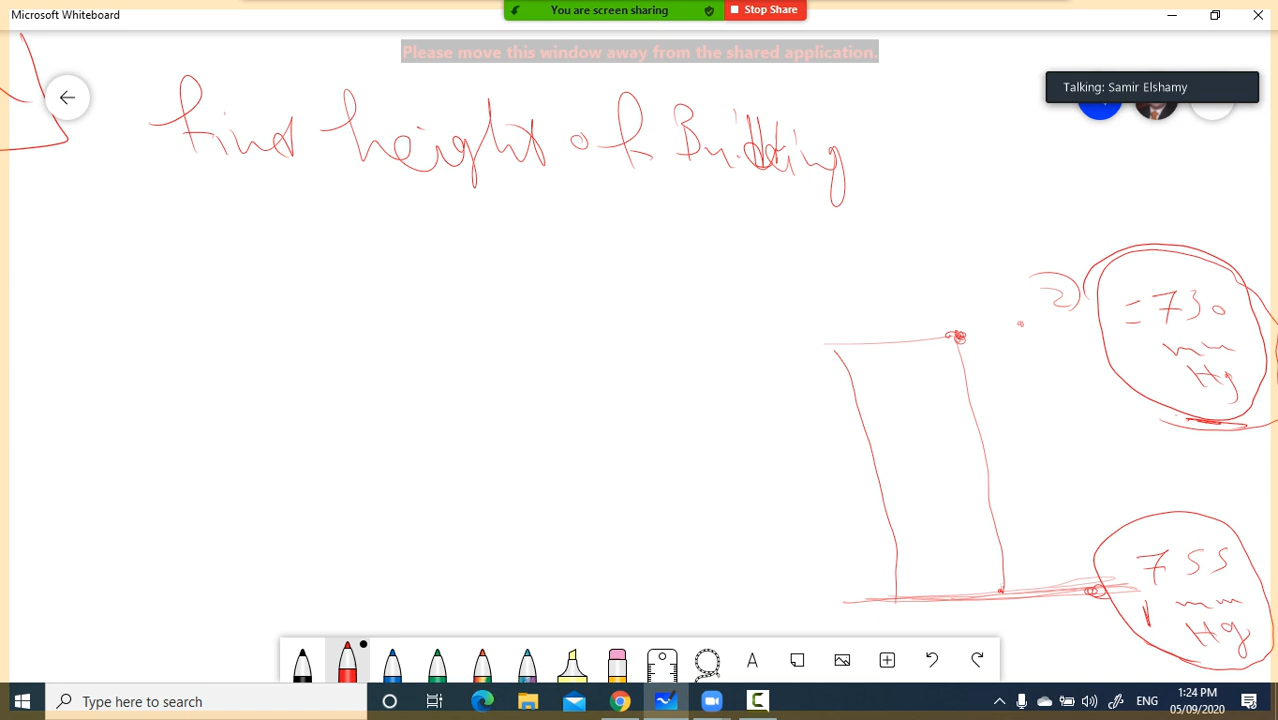 You are screen sharing
Stop Share
Microsoft Whiteboard
Please move this window away from the shared application.
Talking: Samir Elshamy
find height of Building
2)
= 730
mm
Hg
755
mm
Hg
A
Type here to search
ENG
1:24 PM
05/09/2020